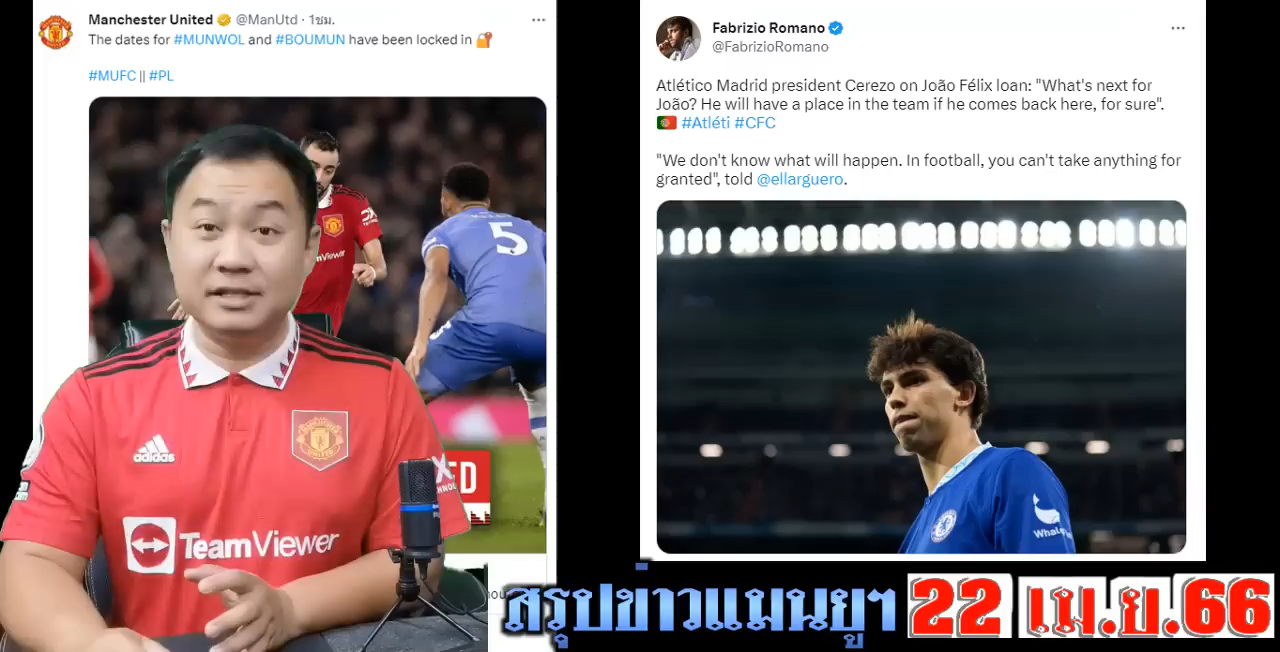 Manchester United @ManUtd · 1ชม.
The dates for #MUNWOL and #BOUMUN have been locked in
#MUFC || #PL
5
TeamViewer
adidas
Fabrizio Romano
@FabrizioRomano
Atlético Madrid president Cerezo on João Félix loan: "What's next for
João? He will have a place in the team if he comes back here, for sure".
#Atléti #CFC
"We don't know what will happen. In football, you can't take anything for
granted", told @ellarguero.
สรุปข่าวแมนยูฯ 22 เม.ย.66